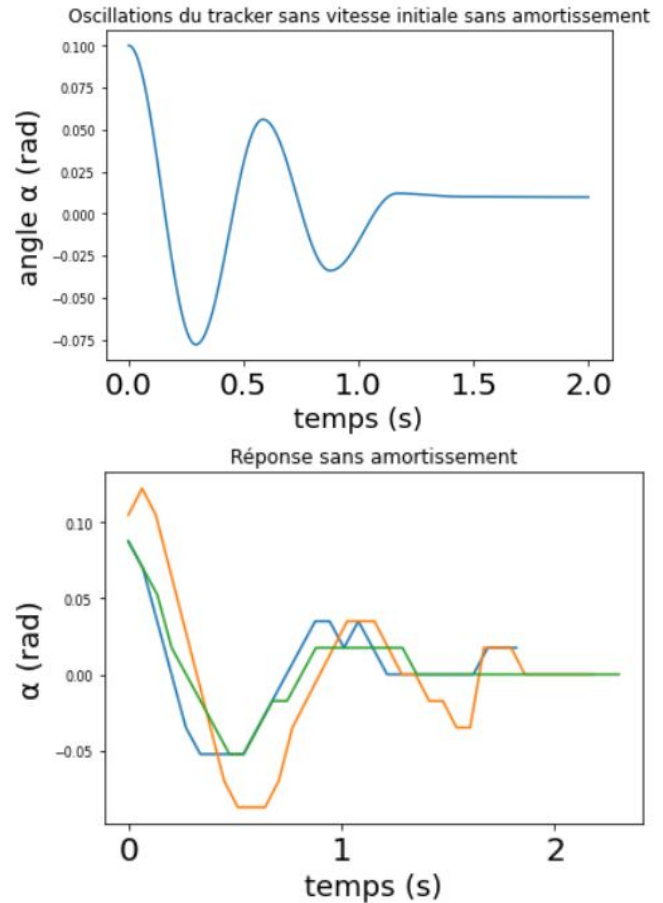 Oscillations du tracker sans vitesse initiale sans amortissement
angle α (rad)
0.100
0.075
0.050
0.025
0.000
−0.025
−0.050
−0.075
0.0 0.5 1.0 1.5 2.0
temps (s)
Réponse sans amortissement
α (rad)
0.10
0.05
0.00
−0.05
0 1 2
temps (s)